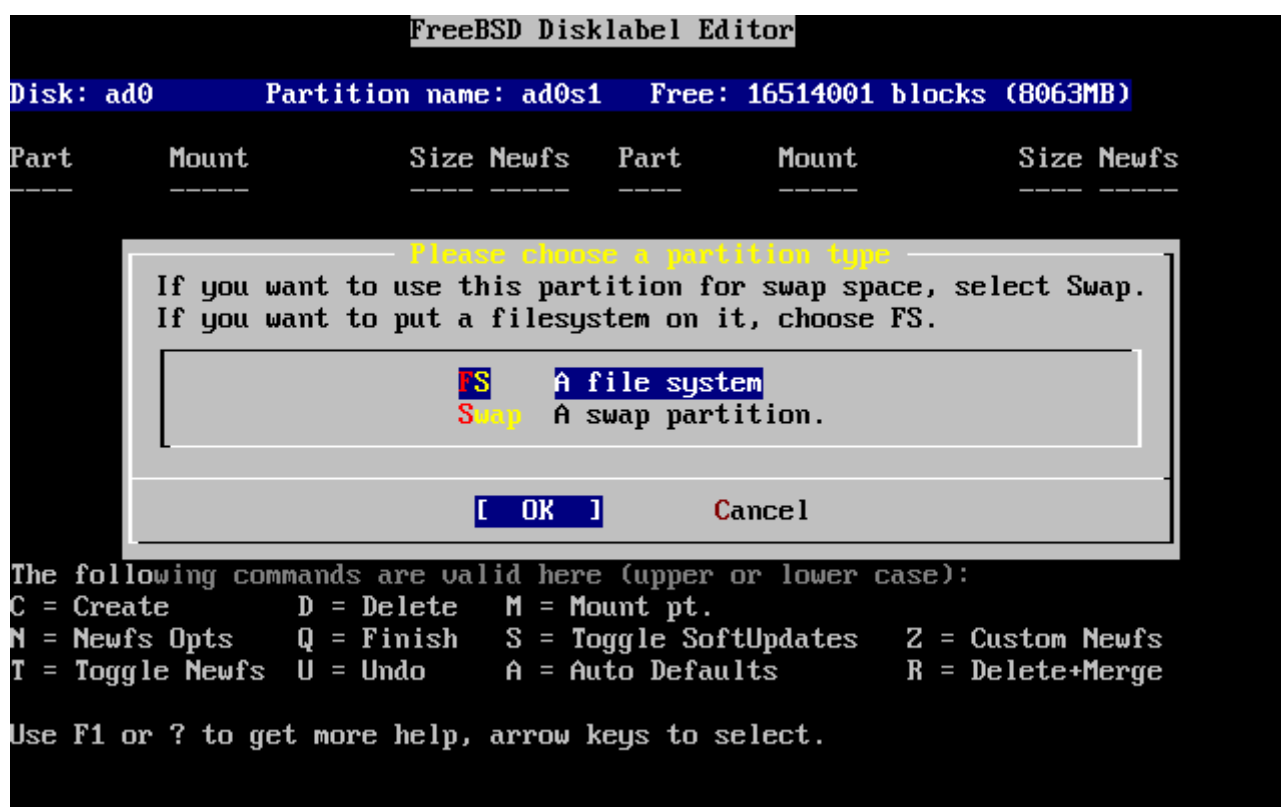 FreeBSD Disklabel Editor
Disk: ad0 Partition name: ad0s1 Free: 16514001 blocks (8063MB)
Part Mount Size Newfs Part Mount Size Newfs
---- ----- ---- ----- ---- ----- ---- -----
Please choose a partition type
If you want to use this partition for swap space, select Swap.
If you want to put a filesystem on it, choose FS.
FS A file system
Swap A swap partition.
[ OK ] Cancel
The following commands are valid here (upper or lower case):
C = Create D = Delete M = Mount pt.
N = Newfs Opts Q = Finish S = Toggle SoftUpdates Z = Custom Newfs
T = Toggle Newfs U = Undo A = Auto Defaults R = Delete+Merge
Use F1 or ? to get more help, arrow keys to select.